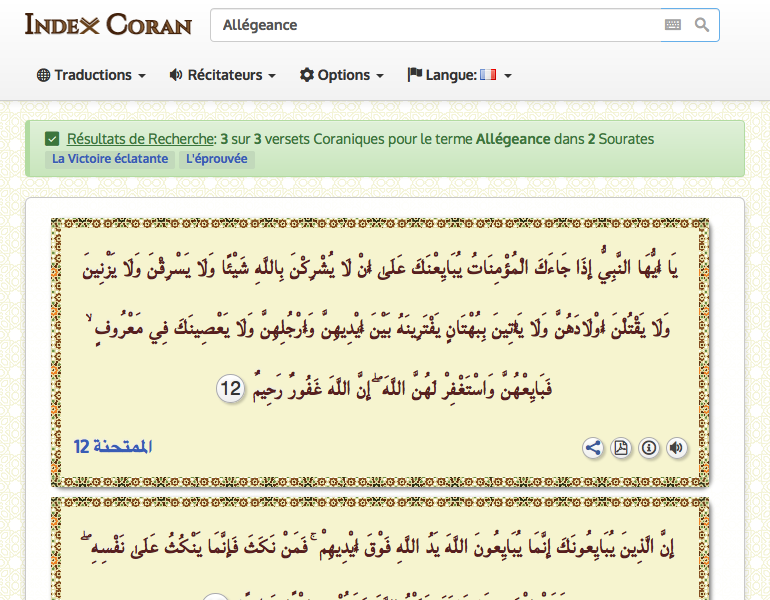 INDEX CORAN
Allégeance
Traductions
Récitateurs
Options
Langue:
Résultats de Recherche: 3 sur 3 versets Coraniques pour le terme Allégeance dans 2 Sourates
La Victoire éclatante L'éprouvée
يَا أَيُّهَا النَّبِيُّ إِذَا جَاءَكَ الْمُؤْمِنَاتُ يُبَايِعْنَكَ عَلَىٰ أَنْ لَا يُشْرِكْنَ بِاللَّهِ شَيْئًا وَلَا يَسْرِقْنَ وَلَا يَزْنِينَ
وَلَا يَقْتُلْنَ أَوْلَادَهُنَّ وَلَا يَأْتِينَ بِبُهْتَانٍ يَفْتَرِينَهُ بَيْنَ أَيْدِيهِنَّ وَأَرْجُلِهِنَّ وَلَا يَعْصِينَكَ فِي مَعْرُوفٍ ۙ
فَبَايِعْهُنَّ وَاسْتَغْفِرْ لَهُنَّ اللَّهَ ۖ إِنَّ اللَّهَ غَفُورٌ رَحِيمٌ 12
الممتحنة 12
إِنَّ الَّذِينَ يُبَايِعُونَكَ إِنَّمَا يُبَايِعُونَ اللَّهَ يَدُ اللَّهِ فَوْقَ أَيْدِيهِمْ ۚ فَمَنْ نَكَثَ فَإِنَّمَا يَنْكُثُ عَلَىٰ نَفْسِهِ ۖ